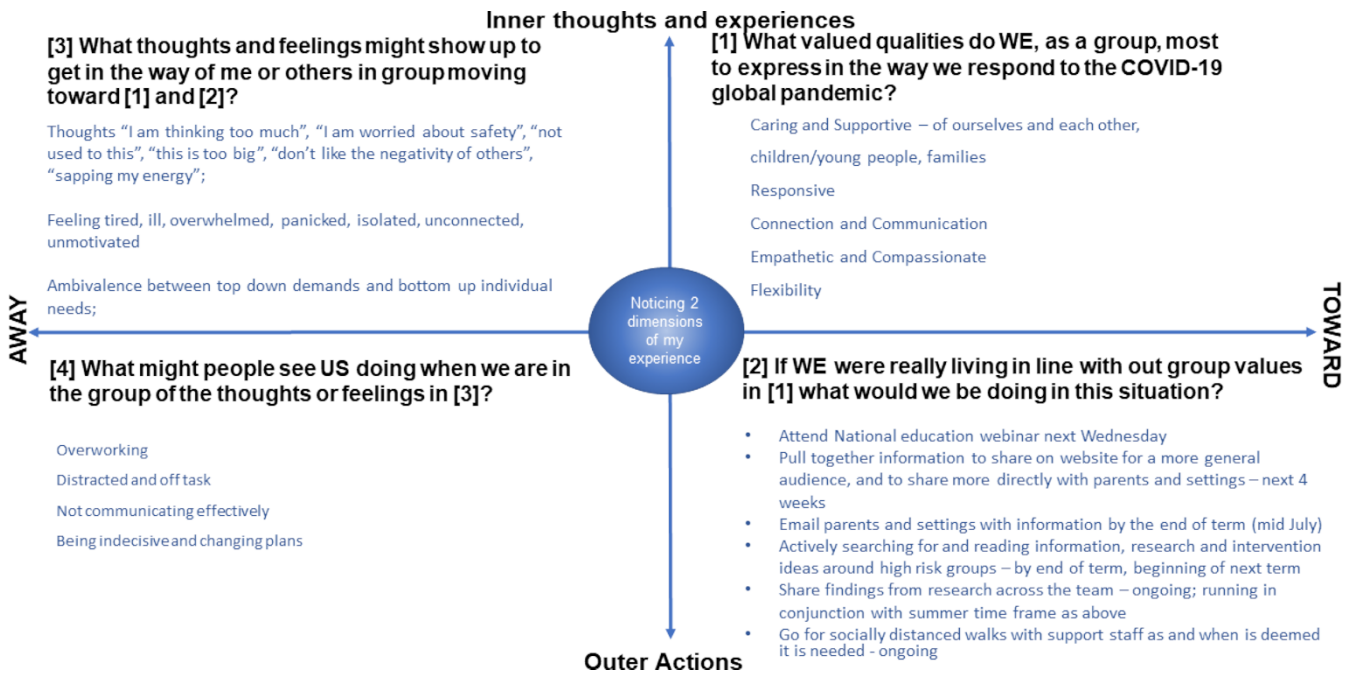 Inner thoughts and experiences
[3] What thoughts and feelings might show up to
get in the way of me or others in group moving
toward [1] and [2]?
Thoughts “I am thinking too much”, “I am worried about safety”, “not
used to this”, “this is too big”, “don’t like the negativity of others”,
“sapping my energy”;
Feeling tired, ill, overwhelmed, panicked, isolated, unconnected,
unmotivated
Ambivalence between top down demands and bottom up individual
needs;
[1] What valued qualities do WE, as a group, most
to express in the way we respond to the COVID-19
global pandemic?
Caring and Supportive – of ourselves and each other,
children/young people, families
Responsive
Connection and Communication
Empathetic and Compassionate
Flexibility
AWAY
Noticing 2
dimensions
of my
experience
TOWARD
[4] What might people see US doing when we are in
the group of the thoughts or feelings in [3]?
Overworking
Distracted and off task
Not communicating effectively
Being indecisive and changing plans
[2] If WE were really living in line with out group values
in [1] what would we be doing in this situation?
• Attend National education webinar next Wednesday
• Pull together information to share on website for a more general
audience, and to share more directly with parents and settings – next 4
weeks
• Email parents and settings with information by the end of term (mid July)
• Actively searching for and reading information, research and intervention
ideas around high risk groups – by end of term, beginning of next term
• Share findings from research across the team – ongoing; running in
conjunction with summer time frame as above
• Go for socially distanced walks with support staff as and when is deemed
it is needed - ongoing
Outer Actions